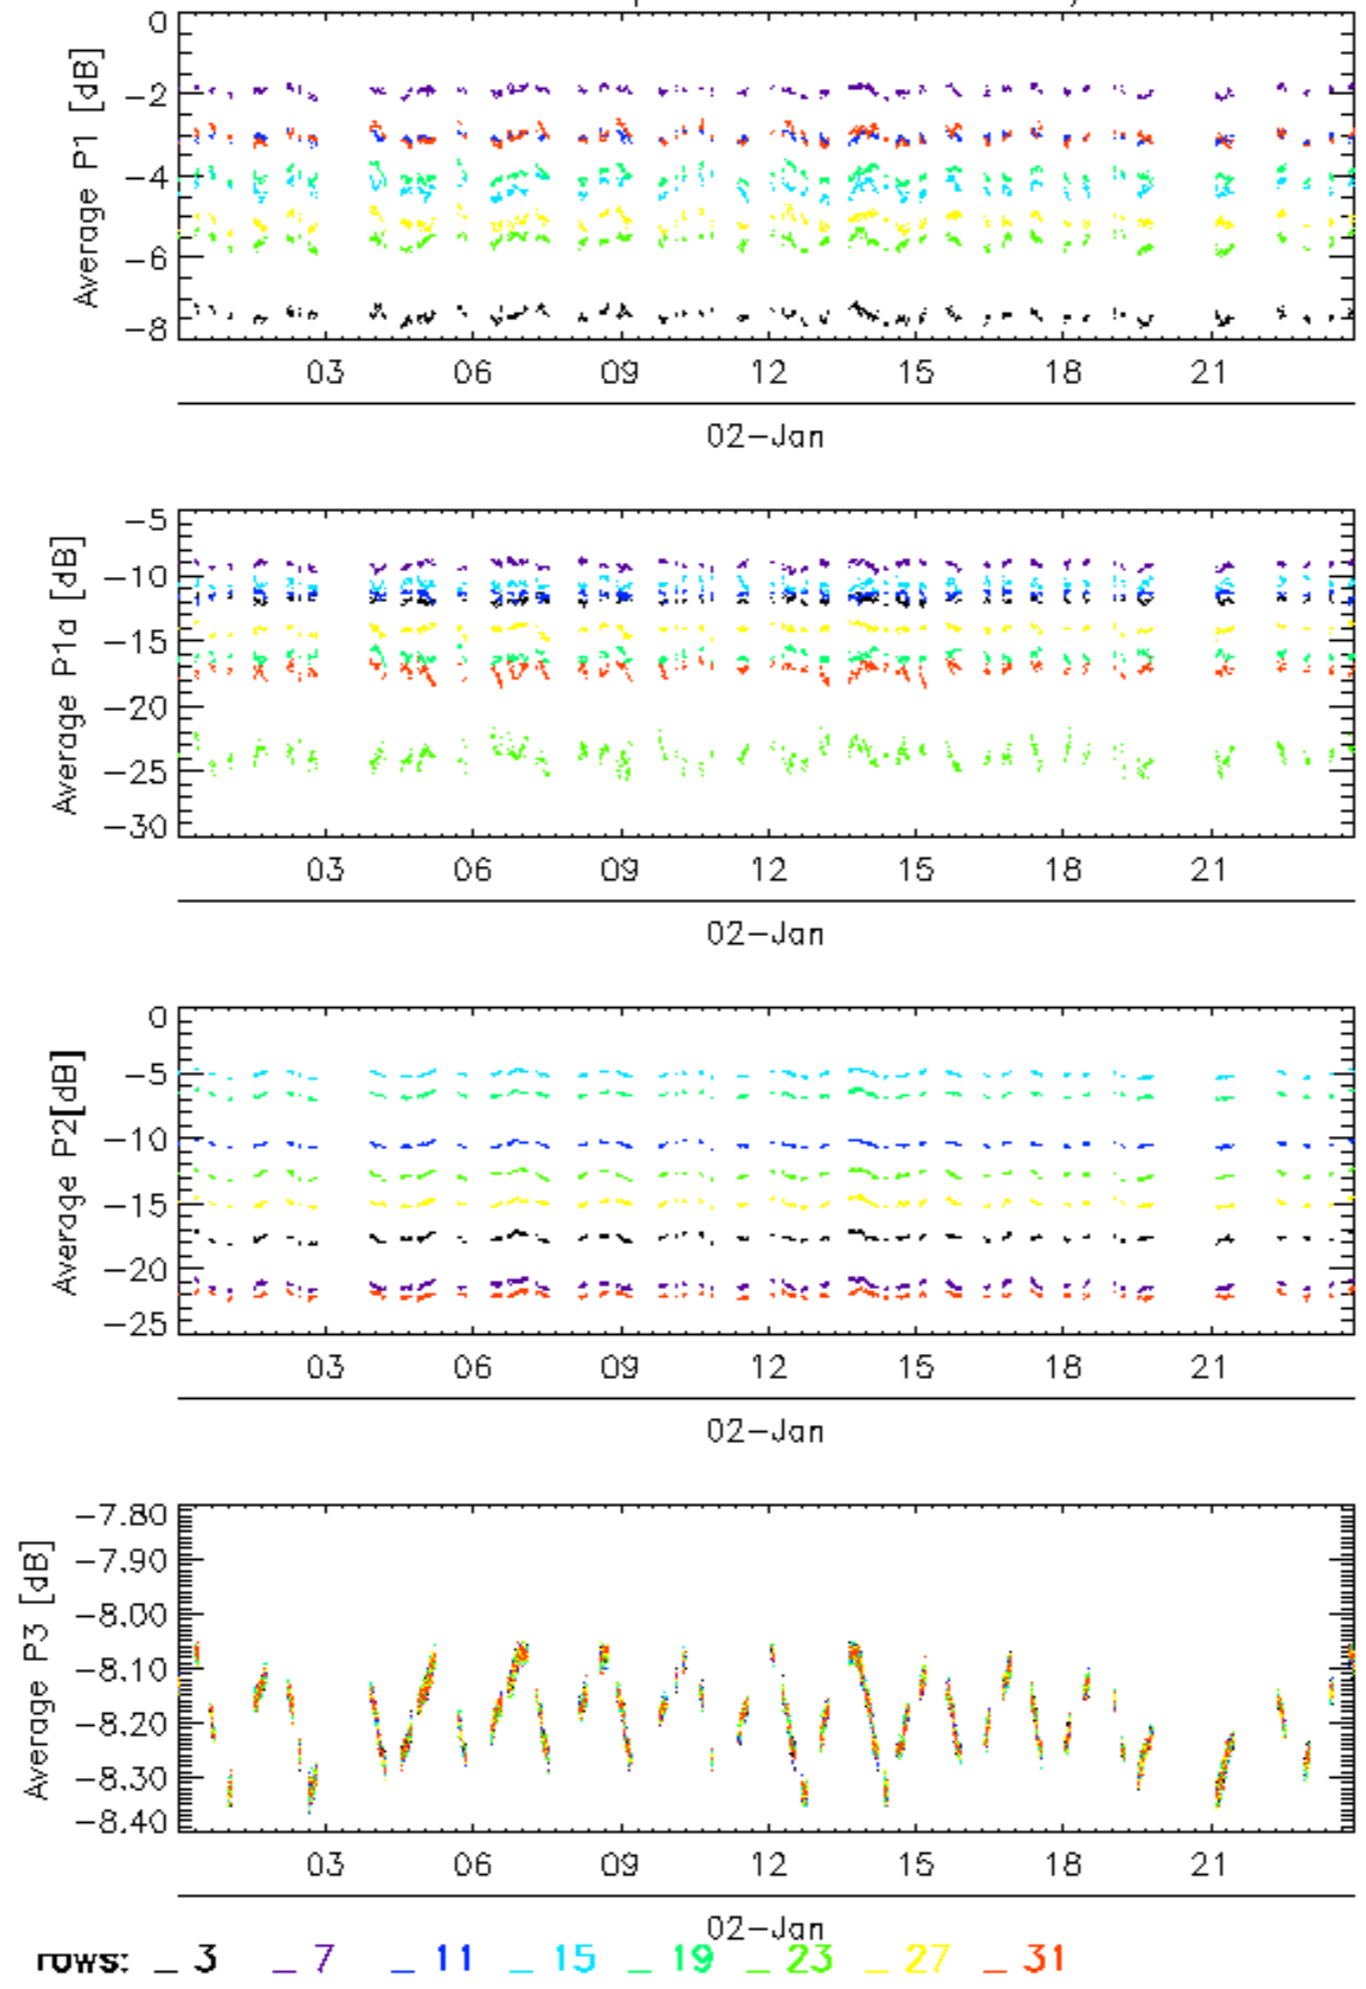 0
Average P1 [dB]
−2
−4
−6
−8
03 06 09 12 15 18 21
02−Jan
−5
Average P1a [dB]
−10
−15
−20
−25
−30
03 06 09 12 15 18 21
02−Jan
0
Average P2[dB]
−5
−10
−15
−20
−25
03 06 09 12 15 18 21
02−Jan
−7.80
Average P3 [dB]
−7.90
−8.00
−8.10
−8.20
−8.30
−8.40
03 06 09 12 15 18 21
02−Jan
rows: _ 3 _ 7 _ 11 _ 15 _ 19 _ 23 _ 27 _ 31